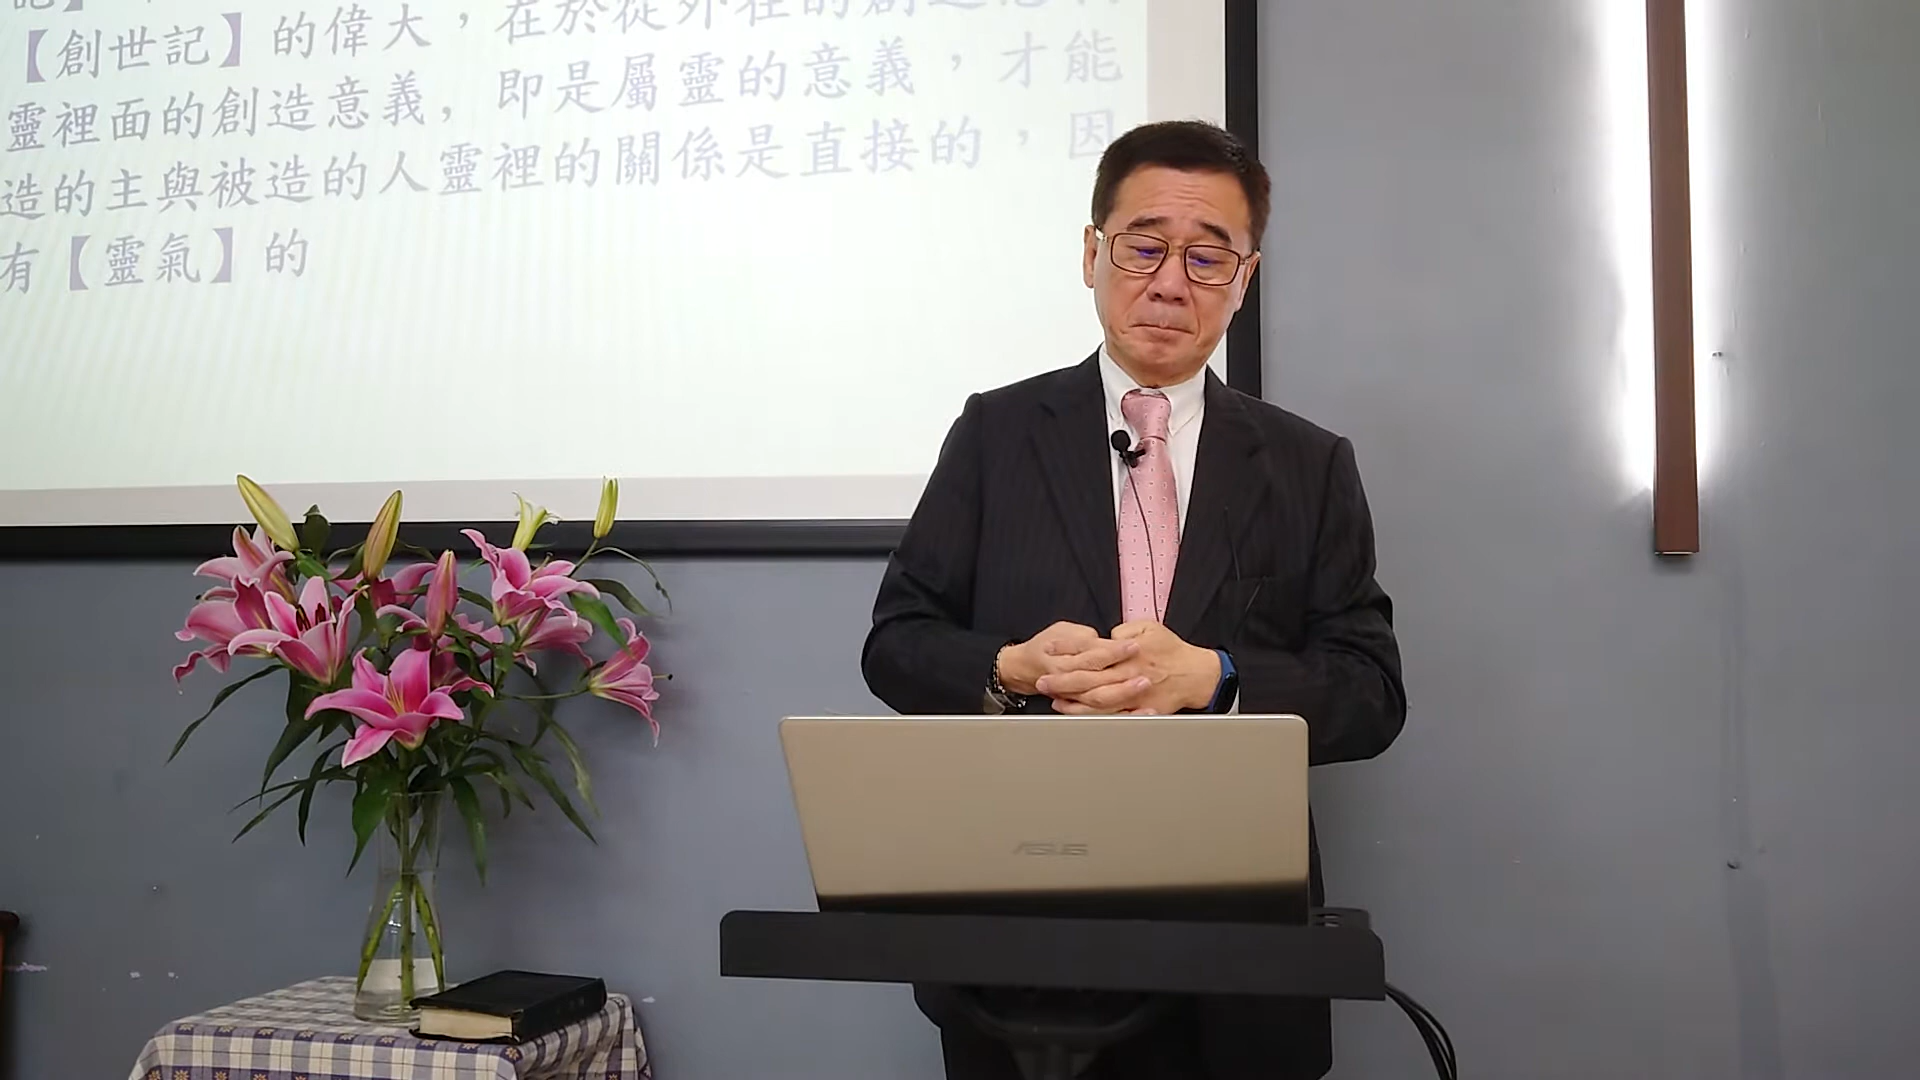 記】
【創世記】的偉大，在於從外在的創造
靈裡面的創造意義，即是屬靈的意義，才能
造的主與被造的人靈裡的關係是直接的，因
有【靈氣】的
ASUS